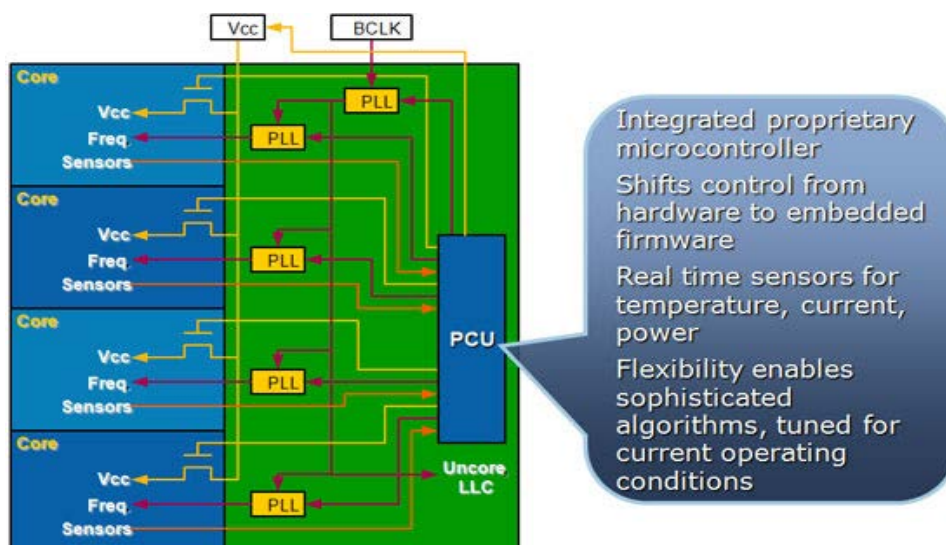 Vcc
BCLK
Core
PLL
Vcc
PLL
Freq.
Sensors
Core
Vcc
PLL
Freq.
Sensors
Core
Vcc
PLL
Freq.
Sensors
Core
Vcc
PLL
Freq.
Sensors
PCU
Uncore
LLC
Integrated proprietary
microcontroller
Shifts control from
hardware to embedded
firmware
Real time sensors for
temperature, current,
power
Flexibility enables
sophisticated
algorithms, tuned for
current operating
conditions